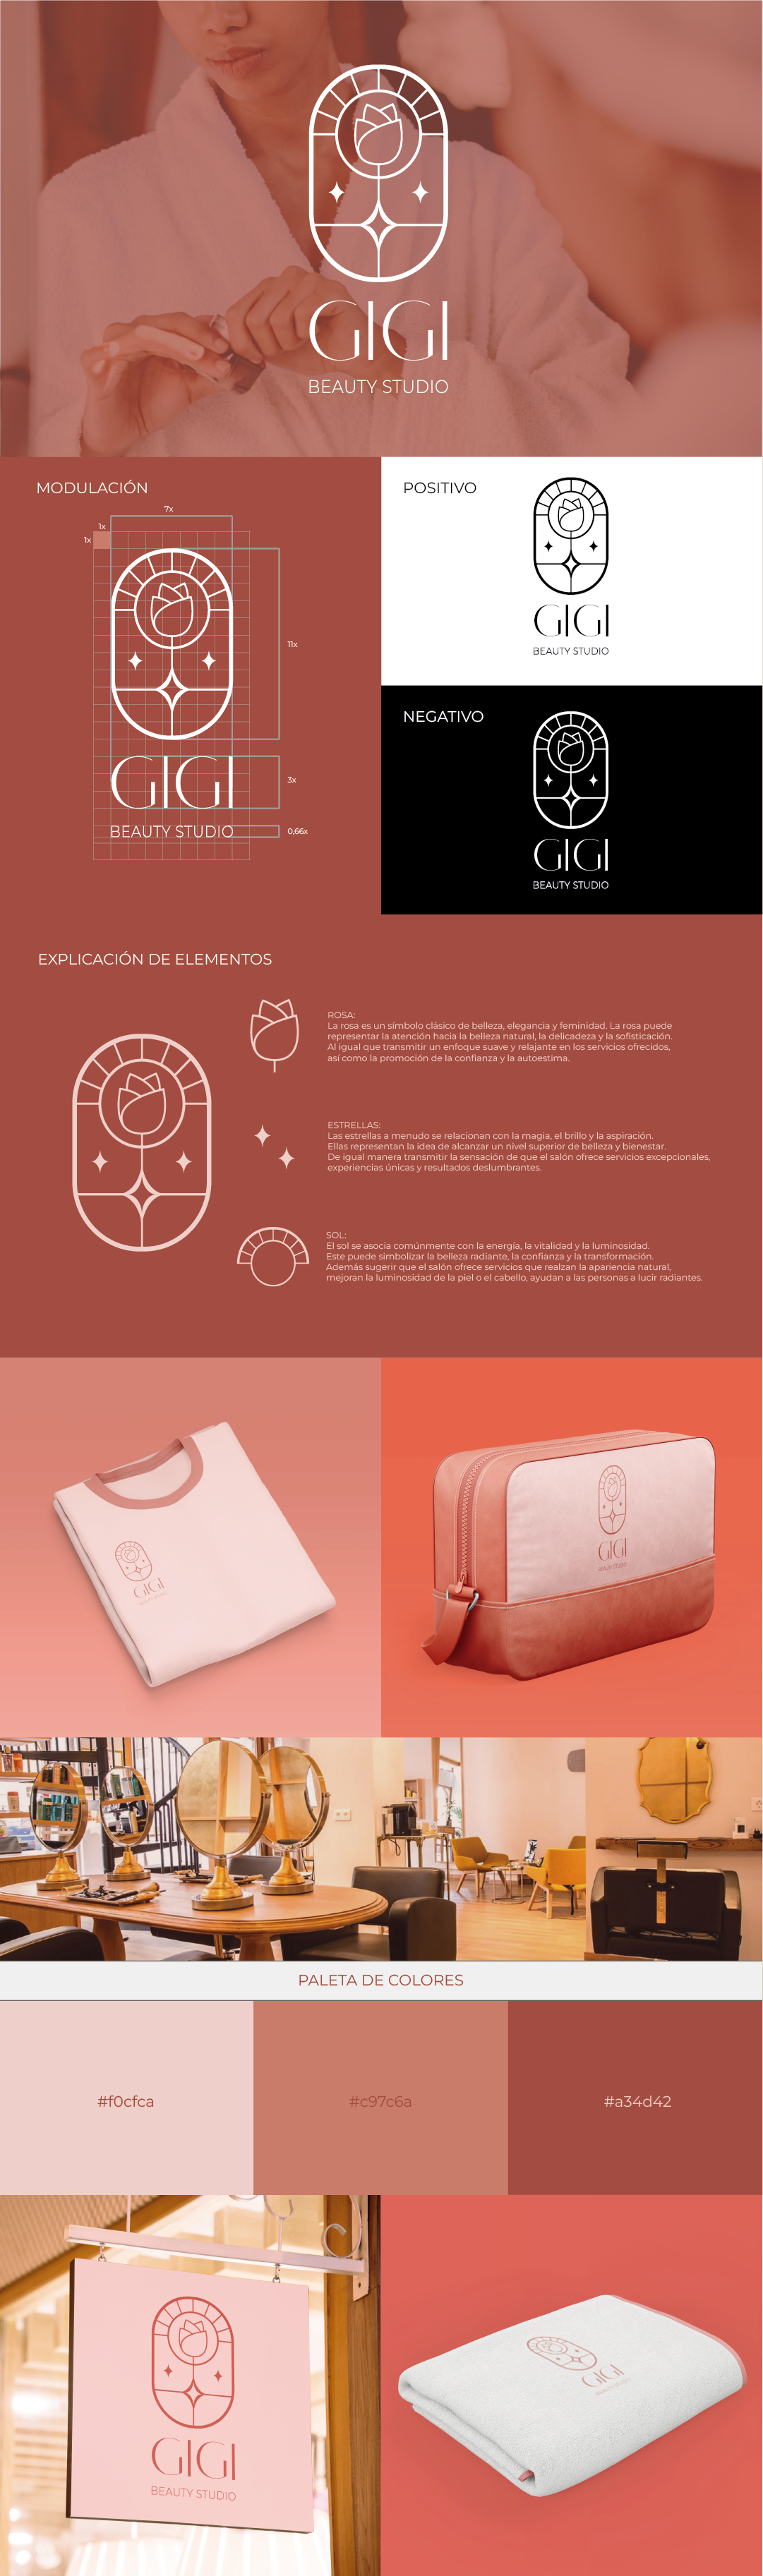 GIGI
BEAUTY STUDIO
MODULACIÓN
7x
1x
1x
11x
3x
0,66x
GIGI
BEAUTY STUDIO
POSITIVO
GIGI
BEAUTY STUDIO
NEGATIVO
GIGI
BEAUTY STUDIO
EXPLICACIÓN DE ELEMENTOS
ROSA:
La rosa es un símbolo clásico de belleza, elegancia y feminidad. La rosa puede
representar la atención hacia la belleza natural, la delicadeza y la sofisticación.
Al igual que transmitir un enfoque suave y relajante en los servicios ofrecidos,
así como la promoción de la confianza y la autoestima.
ESTRELLAS:
Las estrellas a menudo se relacionan con la magia, el brillo y la aspiración.
Ellas representan la idea de alcanzar un nivel superior de belleza y bienestar.
De igual manera transmitir la sensación de que el salón ofrece servicios excepcionales,
experiencias únicas y resultados deslumbrantes.
SOL:
El sol se asocia comúnmente con la energía, la vitalidad y la luminosidad.
Este puede simbolizar la belleza radiante, la confianza y la transformación.
Además sugerir que el salón ofrece servicios que realzan la apariencia natural,
mejoran la luminosidad de la piel o el cabello, ayudan a las personas a lucir radiantes.
GIGI
BEAUTY STUDIO
GIGI
BEAUTY STUDIO
PALETA DE COLORES
#f0cfca
#c97c6a
#a34d42
GIGI
BEAUTY STUDIO
GIGI
BEAUTY STUDIO